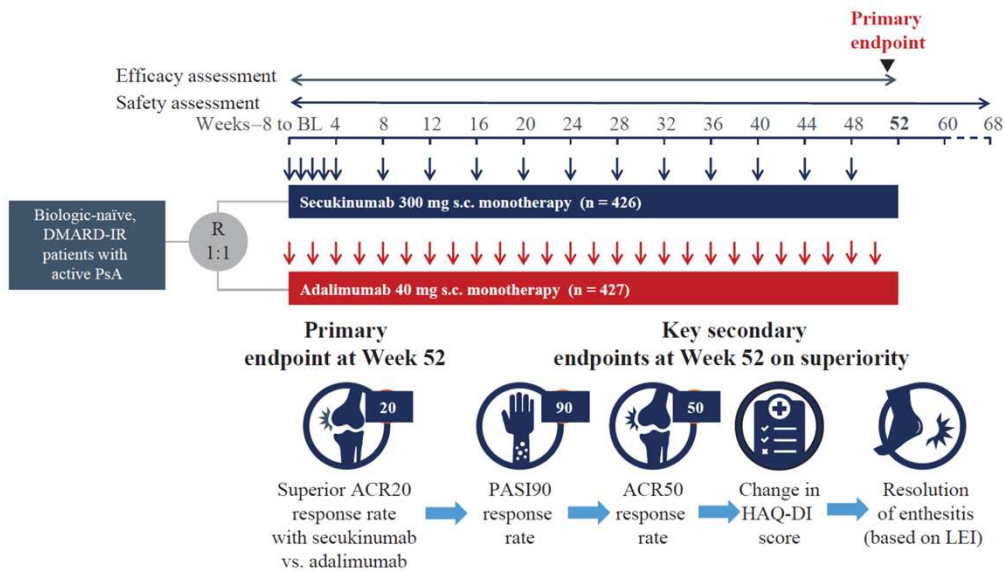 Primary
endpoint
Efficacy assessment
Safety assessment
Weeks–8 to BL 4 8 12 16 20 24 28 32 36 40 44 48 52 60 68
Secukinumab 300 mg s.c. monotherapy (n = 426)
Biologic-naïve,
DMARD-IR
patients with
active PsA
R
1:1
Adalimumab 40 mg s.c. monotherapy (n = 427)
Primary
endpoint at Week 52
Key secondary
endpoints at Week 52 on superiority
20
90
50
Superior ACR20
response rate
with secukinumab
vs. adalimumab
PASI90
response
rate
ACR50
response
rate
Change in
HAQ-DI
score
Resolution
of enthesitis
(based on LEI)